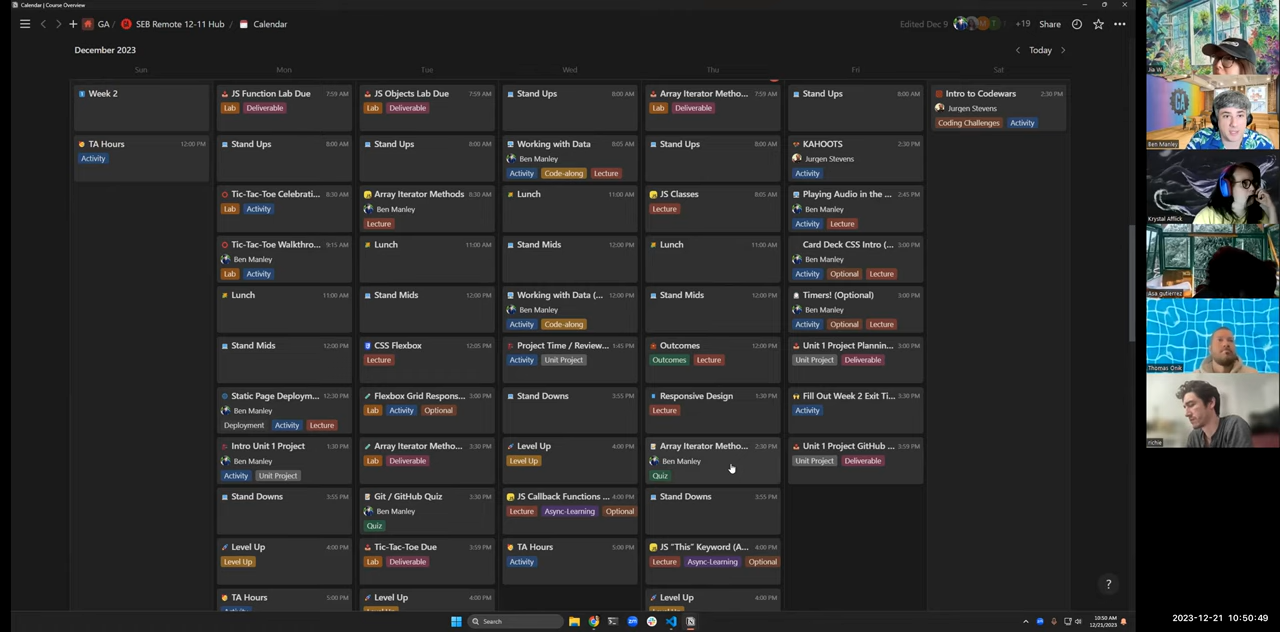 Calendar | Course Overview
GA / SEB Remote 12-11 Hub / Calendar
Edited Dec 9 +19 Share
December 2023
Today
Sun Mon Tue Wed Thu Fri Sat
Week 2
TA Hours 12:00 PM
Activity
JS Function Lab Due 7:59 AM
Lab Deliverable
Stand Ups 8:00 AM
Tic-Tac-Toe Celebrati... 8:30 AM
Lab Activity
Tic-Tac-Toe Walkthro... 9:15 AM
Ben Manley
Lab Activity
Lunch 11:00 AM
Stand Mids 12:00 PM
Static Page Deploym... 12:30 PM
Ben Manley
Deployment Activity Lecture
Intro Unit 1 Project 1:30 PM
Ben Manley
Activity Unit Project
Stand Downs 3:55 PM
Level Up 4:00 PM
Level Up
TA Hours 5:00 PM
Activity
JS Objects Lab Due 7:59 AM
Lab Deliverable
Stand Ups 8:00 AM
Array Iterator Methods 8:30 AM
Ben Manley
Lecture
Lunch 11:00 AM
Stand Mids 12:00 PM
CSS Flexbox 12:05 PM
Lecture
Flexbox Grid Respons... 2:00 PM
Lab Activity Optional
Array Iterator Metho... 3:30 PM
Lab Deliverable
Git / GitHub Quiz 3:30 PM
Ben Manley
Quiz
Tic-Tac-Toe Due 3:59 PM
Lab Deliverable
Level Up 4:00 PM
Level Up
Stand Ups 8:00 AM
Working with Data 8:05 AM
Ben Manley
Activity Code-along Lecture
Lunch 11:00 AM
Stand Mids 12:00 PM
Working with Data (... 12:00 PM
Ben Manley
Activity Code-along
Project Time / Review... 1:45 PM
Activity Unit Project
Stand Downs 3:55 PM
Level Up 4:00 PM
Level Up
JS Callback Functions ... 4:00 PM
Lecture Async-Learning Optional
TA Hours 5:00 PM
Activity
Array Iterator Metho... 7:59 AM
Lab Deliverable
Stand Ups 8:00 AM
JS Classes 8:05 AM
Lecture
Lunch 11:00 AM
Stand Mids 12:00 PM
Outcomes 12:00 PM
Outcomes Lecture
Responsive Design 1:30 PM
Lecture
Array Iterator Metho... 2:30 PM
Ben Manley
Quiz
Stand Downs 3:55 PM
JS "This" Keyword (A... 4:00 PM
Lecture Async-Learning Optional
Level Up 4:00 PM
Level Up
Stand Ups 8:00 AM
KAHOOTS 2:30 PM
Jurgen Stevens
Activity
Playing Audio in the ... 2:45 PM
Ben Manley
Activity Lecture
Card Deck CSS Intro (... 3:00 PM
Ben Manley
Activity Optional Lecture
Timers! (Optional) 3:00 PM
Ben Manley
Activity Optional Lecture
Unit 1 Project Plannin... 3:00 PM
Unit Project Deliverable
Fill Out Week 2 Exit Ti... 3:30 PM
Activity
Unit 1 Project GitHub ... 3:59 PM
Unit Project Deliverable
Intro to Codewars 2:30 PM
Jurgen Stevens
Coding Challenges Activity
?
Search
10:50 AM
12/21/2023
Jia W
GA
Ben Manley
Krystal Afflick
Asa gutierrez
Thomas Onik
richie
2023-12-21 10:50:49